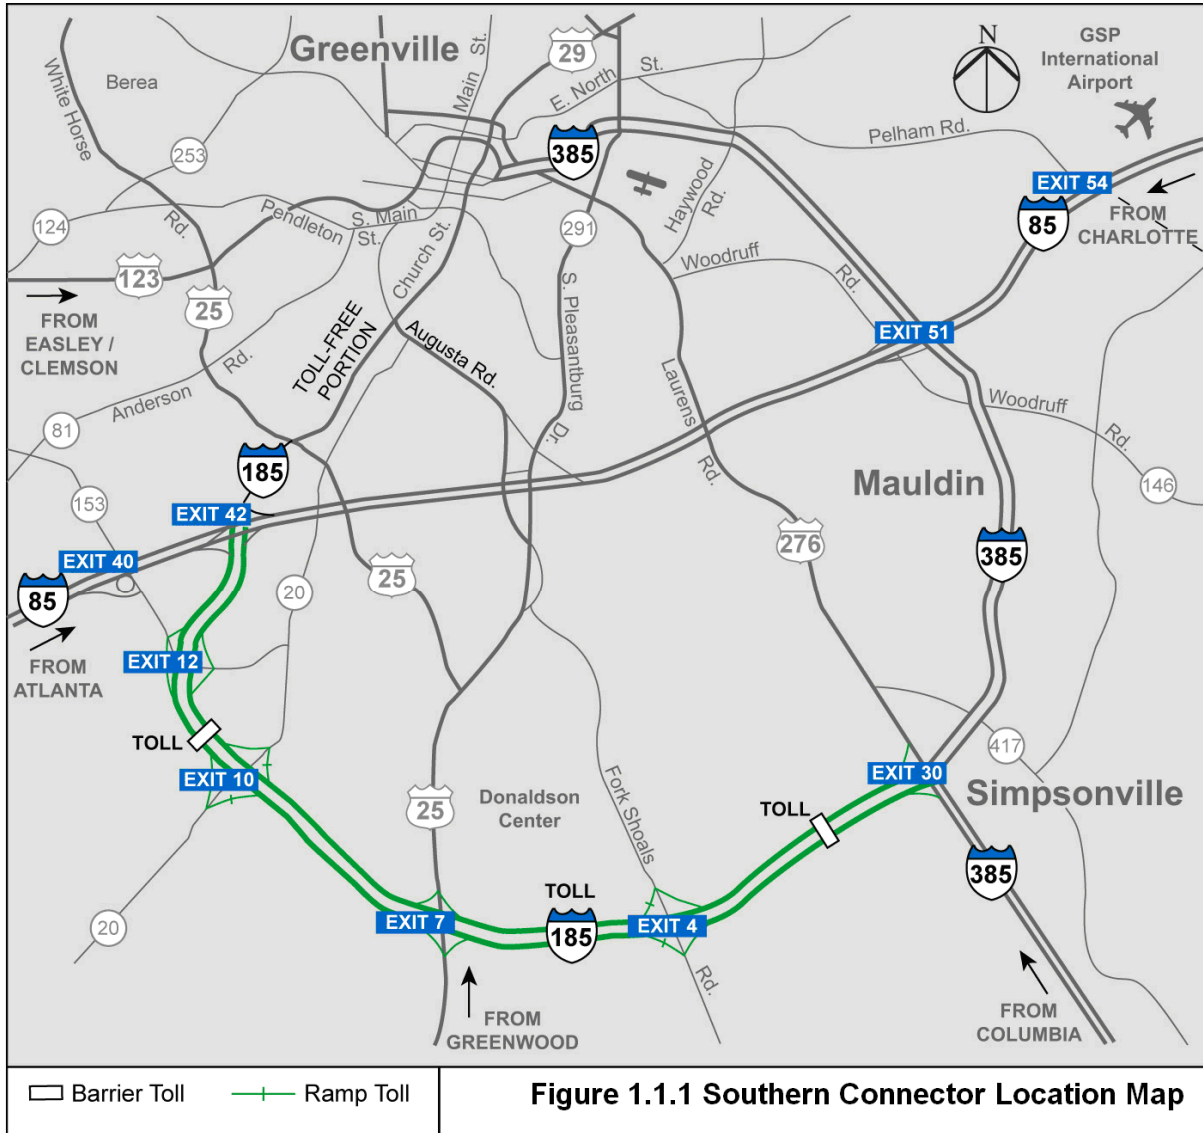 Greenville
Main St.
29
N
GSP
International
Airport
Berea
White Horse Rd.
E. North St.
385
Pelham Rd.
253
Haywood Rd.
EXIT 54
FROM
CHARLOTTE
85
124
Pendleton St.
S. Main
291
Church St.
Woodruff Rd.
123
25
FROM
EASLEY /
CLEMSON
TOLL-FREE
PORTION
Augusta Rd.
S. Pleasantburg Dr.
EXIT 51
Laurens Rd.
Anderson Rd.
Woodruff Rd.
81
185
Mauldin
146
153
EXIT 42
276
385
EXIT 40
85
25
20
FROM
ATLANTA
EXIT 12
TOLL
EXIT 10
417
EXIT 30
Simpsonville
25
Donaldson
Center
Fork Shoals Rd.
TOLL
385
TOLL
EXIT 7
185
EXIT 4
20
FROM
GREENWOOD
FROM
COLUMBIA
Barrier Toll
Ramp Toll
Figure 1.1.1 Southern Connector Location Map